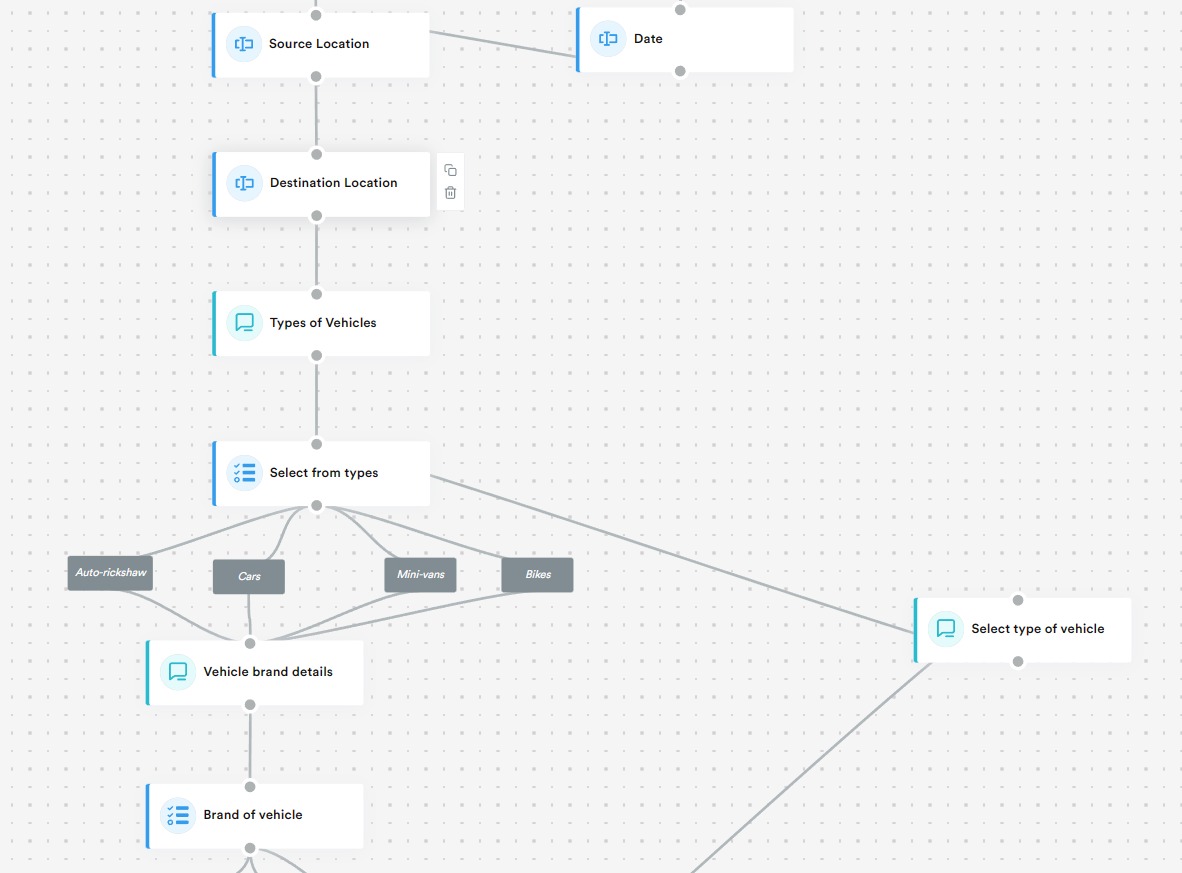 Source Location
Date
Destination Location
Types of Vehicles
Select from types
Auto-rickshaw
Cars
Mini-vans
Bikes
Select type of vehicle
Vehicle brand details
Brand of vehicle